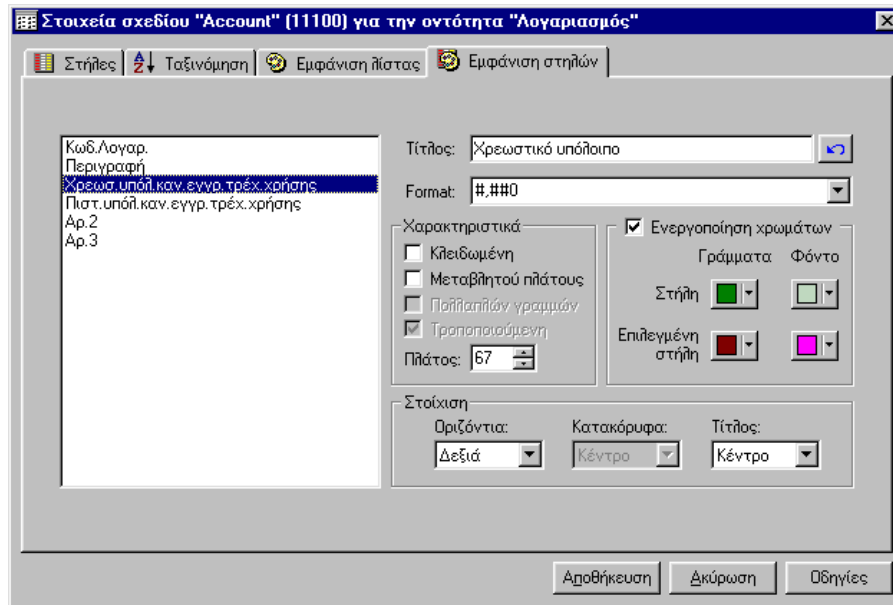 Στοιχεία σχεδίου "Account" (11100) για την οντότητα "Λογαριασμός"
Στήλες
Ταξινόμηση
Εμφάνιση λίστας
Εμφάνιση στηλών
Κωδ.Λογαρ.
Περιγραφή
Χρεωσ.υπόλ.καν.εγγρ.τρέχ.χρήσης
Πιστ.υπόλ.καν.εγγρ.τρέχ.χρήσης
Αρ.2
Αρ.3
Τίτλος: Χρεωστικό υπόλοιπο
Format: #,##0
Χαρακτηριστικά
Κλειδωμένη
Μεταβλητού πλάτους
Πολλαπλών γραμμών
Τροποποιούμενη
Πλάτος: 67
Ενεργοποίηση χρωμάτων
Γράμματα Φόντο
Στήλη
Επιλεγμένη
στήλη
Στοίχιση
Οριζόντια: Κατακόρυφα: Τίτλος:
Δεξιά Κέντρο Κέντρο
Αποθήκευση Ακύρωση Οδηγίες